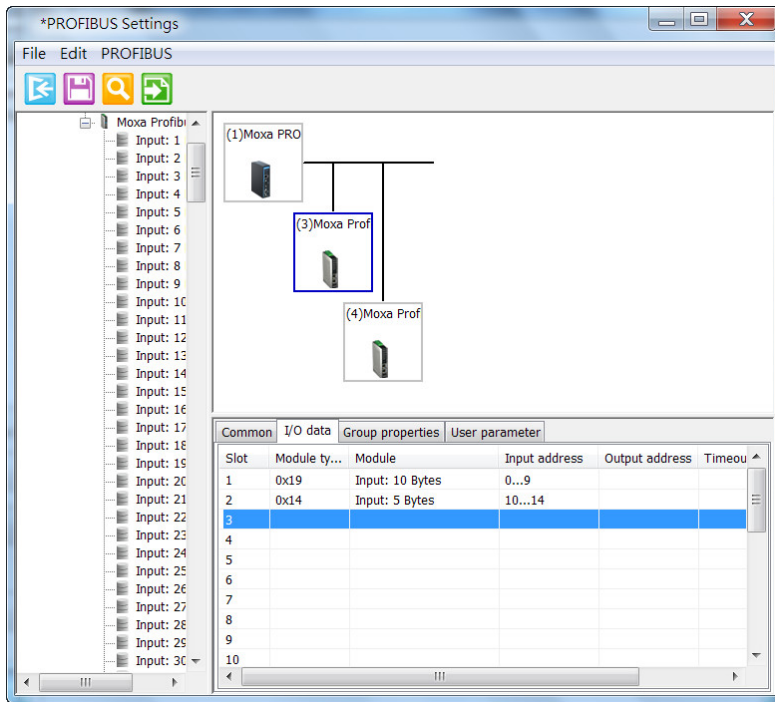 *PROFIBUS Settings
File Edit PROFIBUS
Moxa Profib
Input: 1
Input: 2
Input: 3
Input: 4
Input: 5
Input: 6
Input: 7
Input: 8
Input: 9
Input: 10
Input: 11
Input: 12
Input: 13
Input: 14
Input: 15
Input: 16
Input: 17
Input: 18
Input: 19
Input: 20
Input: 21
Input: 22
Input: 23
Input: 24
Input: 25
Input: 26
Input: 27
Input: 28
Input: 29
Input: 30
(1)Moxa PRO
(3)Moxa Prof
(4)Moxa Prof
Common I/O data Group properties User parameter
Slot Module ty... Module Input address Output address Timeou
1 0x19 Input: 10 Bytes 0...9
2 0x14 Input: 5 Bytes 10...14
3
4
5
6
7
8
9
10